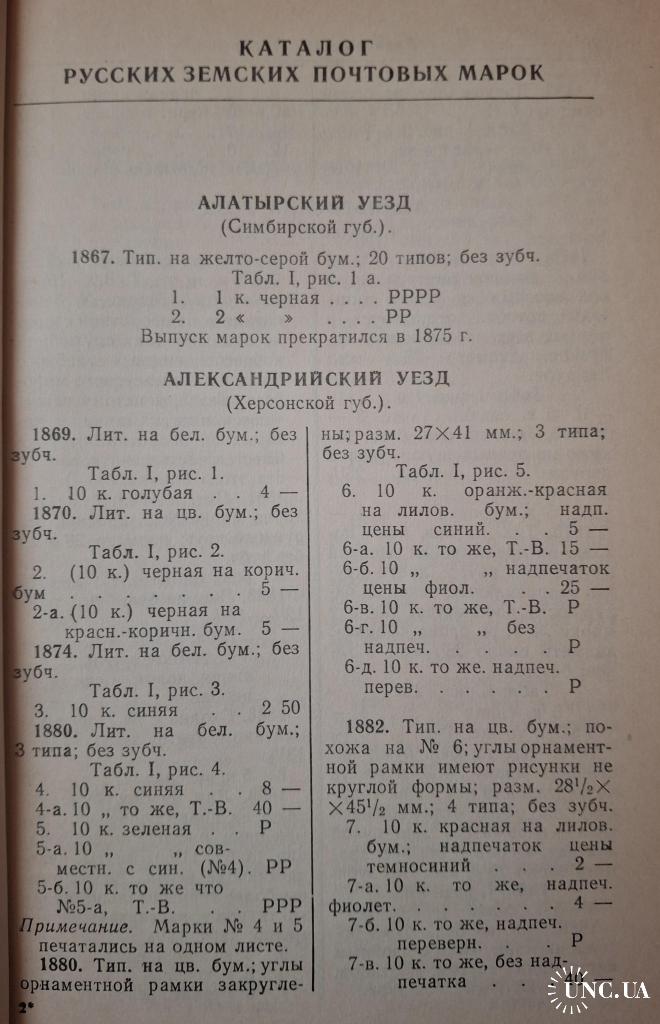 КАТАЛОГ
РУССКИХ ЗЕМСКИХ ПОЧТОВЫХ МАРОК
АЛАТЫРСКИЙ УЕЗД
(Симбирской губ.).
1867. Тип. на желто-серой бум.; 20 типов; без зубч.
Табл. I, рис. 1 а.
1. 1 к. черная . . . . РРРР
2. 2 « » . . . . РР
Выпуск марок прекратился в 1875 г.
АЛЕКСАНДРИЙСКИЙ УЕЗД
(Херсонской губ.).
1869. Лит. на бел. бум.; без
зубч.
Табл. I, рис. 1.
1. 10 к. голубая . . 4 —
1870. Лит. на цв. бум.; без
зубч.
Табл. I, рис. 2.
2. (10 к.) черная на корич.
бум . . . . . . . 5 —
2-а. (10 к.) черная на
красн.-коричн. бум. 5 —
1874. Лит. на бел. бум.; без
зубч.
Табл. I, рис. 3.
3. 10 к. синяя . . 2 50
1880. Лит. на бел. бум.;
3 типа; без зубч.
Табл. I, рис. 4.
4. 10 к. синяя . . 8 —
4-а. 10 „ то же, Т.-В. 40 —
5. 10 к. зеленая . . Р
5-а. 10 „ „ сов-
местн. с син. (№4). РР
5-б. 10 к. то же что
№5-а, Т.-В. . . РРР
Примечание. Марки № 4 и 5
печатались на одном листе.
1880. Тип. на цв. бум.; углы
орнаментной рамки закругле-
2*
ны; разм. 27×41 мм.; 3 типа;
без зубч.
Табл. I, рис. 5.
6. 10 к. оранж.-красная
на лилов. бум.; надп.
цены синий. . . 5 —
6-а. 10 к. то же, Т.-В. 15 —
6-б. 10 „ „ надпечаток
цены фиол. . . 25 —
6-в. 10 к. то же, Т.-В. Р
6-г. 10 „ „ без
надпеч. . . . . Р
6-д. 10 к. то же. надпеч.
перев. . . . . . Р
1882. Тип. на цв. бум.; по-
хожа на № 6; углы орнамент-
ной рамки имеют рисунки не
круглой формы; разм. 28¹/₂×
×45¹/₂ мм.; 4 типа; без зубч.
7. 10 к. красная на лилов.
бум.; надпечаток цены
темносиний . . . 2 —
7-а. 10 к. то же, надпеч.
фиолет. . . . . . . 4 —
7-б. 10 к. то же, надпеч.
переверн. . . Р
7-в. 10 к. то же, без над-
печатка . . . 40 —
UNC.UA